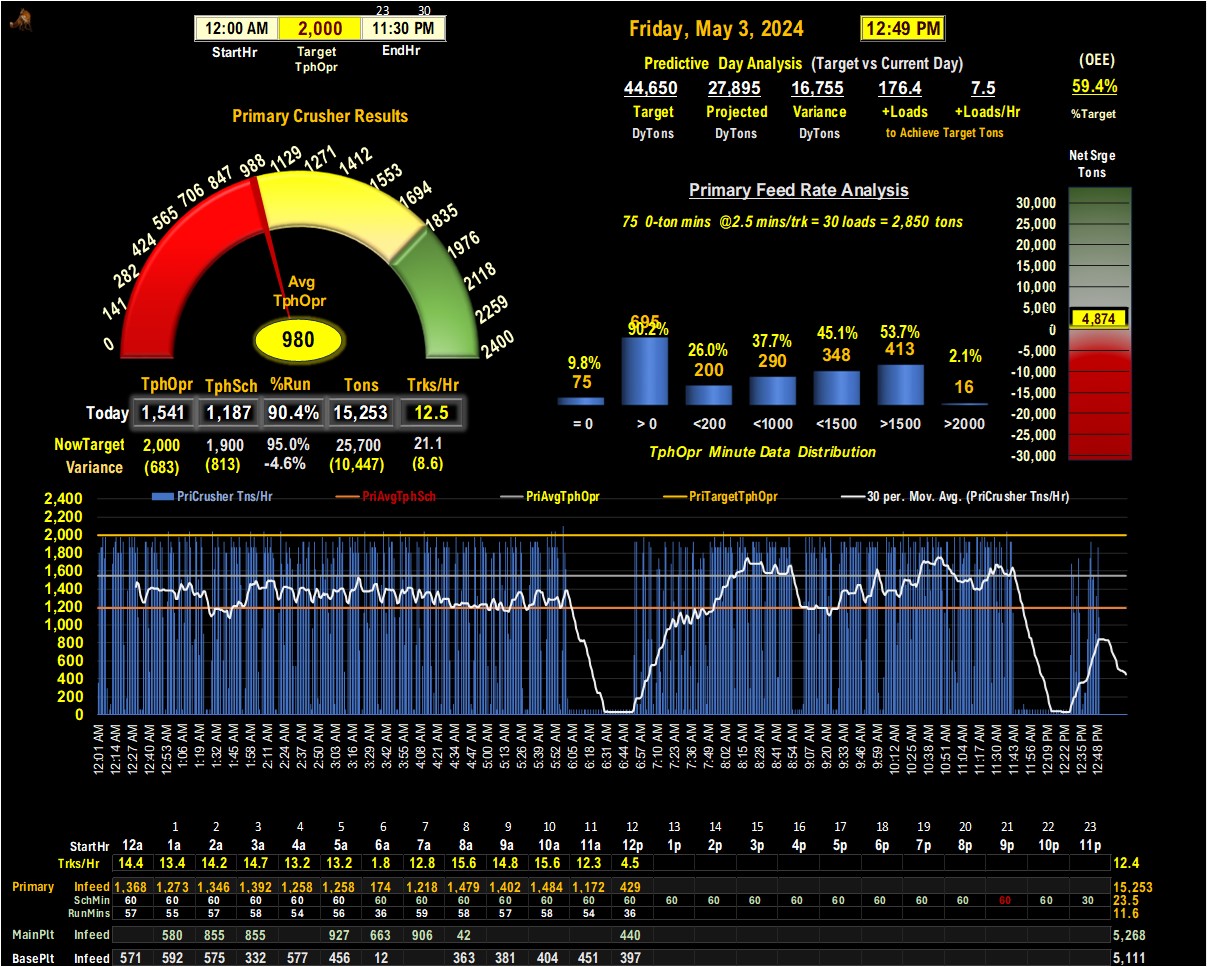 23 30
12:00 AM 2,000 11:30 PM
StartHr Target EndHr
TphOpr
Friday, May 3, 2024 12:49 PM
Predictive Day Analysis (Target vs Current Day)
44,650 27,895 16,755 176.4 7.5
Target Projected Variance +Loads +Loads/Hr
DyTons DyTons DyTons to Achieve Target Tons
(OEE)
59.4%
%Target
Primary Crusher Results
0 141 282 424 565 706 847 988 1129 1271 1412 1553 1694 1835 1976 2118 2259 2400
Avg
TphOpr
980
Primary Feed Rate Analysis
75 0-ton mins @2.5 mins/trk = 30 loads = 2,850 tons
9.8% 90.2% 26.0% 37.7% 45.1% 53.7% 2.1%
75 695 200 290 348 413 16
= 0 > 0 <200 <1000 <1500 >1500 >2000
TphOpr Minute Data Distribution
Net Srge
Tons
30,000
25,000
20,000
15,000
10,000
5,000
4,874
0
-5,000
-10,000
-15,000
-20,000
-25,000
-30,000
TphOpr TphSch %Run Tons Trks/Hr
Today 1,541 1,187 90.4% 15,253 12.5
NowTarget 2,000 1,900 95.0% 25,700 21.1
Variance (683) (813) -4.6% (10,447) (8.6)
PriCrusher Tns/Hr PriAvgTphSch PriAvgTphOpr PriTargetTphOpr 30 per. Mov. Avg. (PriCrusher Tns/Hr)
2,400
2,200
2,000
1,800
1,600
1,400
1,200
1,000
800
600
400
200
0
12:01 AM 12:14 AM 12:27 AM 12:40 AM 12:53 AM 1:06 AM 1:19 AM 1:32 AM 1:45 AM 1:58 AM 2:11 AM 2:24 AM 2:37 AM 2:50 AM 3:03 AM 3:16 AM 3:29 AM 3:42 AM 3:55 AM 4:08 AM 4:21 AM 4:34 AM 4:47 AM 5:00 AM 5:13 AM 5:26 AM 5:39 AM 5:52 AM 6:05 AM 6:18 AM 6:31 AM 6:44 AM 6:57 AM 7:10 AM 7:23 AM 7:36 AM 7:49 AM 8:02 AM 8:15 AM 8:28 AM 8:41 AM 8:54 AM 9:07 AM 9:20 AM 9:33 AM 9:46 AM 9:59 AM 10:12 AM 10:25 AM 10:38 AM 10:51 AM 11:04 AM 11:17 AM 11:30 AM 11:43 AM 11:56 AM 12:09 PM 12:22 PM 12:35 PM 12:48 PM
1 2 3 4 5 6 7 8 9 10 11 12 13 14 15 16 17 18 19 20 21 22 23
StartHr 12a 1a 2a 3a 4a 5a 6a 7a 8a 9a 10a 11a 12p 1p 2p 3p 4p 5p 6p 7p 8p 9p 10p 11p
Trks/Hr 14.4 13.4 14.2 14.7 13.2 13.2 1.8 12.8 15.6 14.8 15.6 12.3 4.5 12.4
Primary Infeed 1,368 1,273 1,346 1,392 1,258 1,258 174 1,218 1,479 1,402 1,484 1,172 429 15,253
SchMin 60 60 60 60 60 60 60 60 60 60 60 60 60 60 60 60 60 60 60 60 60 60 60 30 23.5
RunMins 57 55 57 58 54 56 36 59 58 57 58 54 36 11.6
MainPlt Infeed 580 855 855 927 663 906 42 440 5,268
BasePlt Infeed 571 592 575 332 577 456 12 363 381 404 451 397 5,111